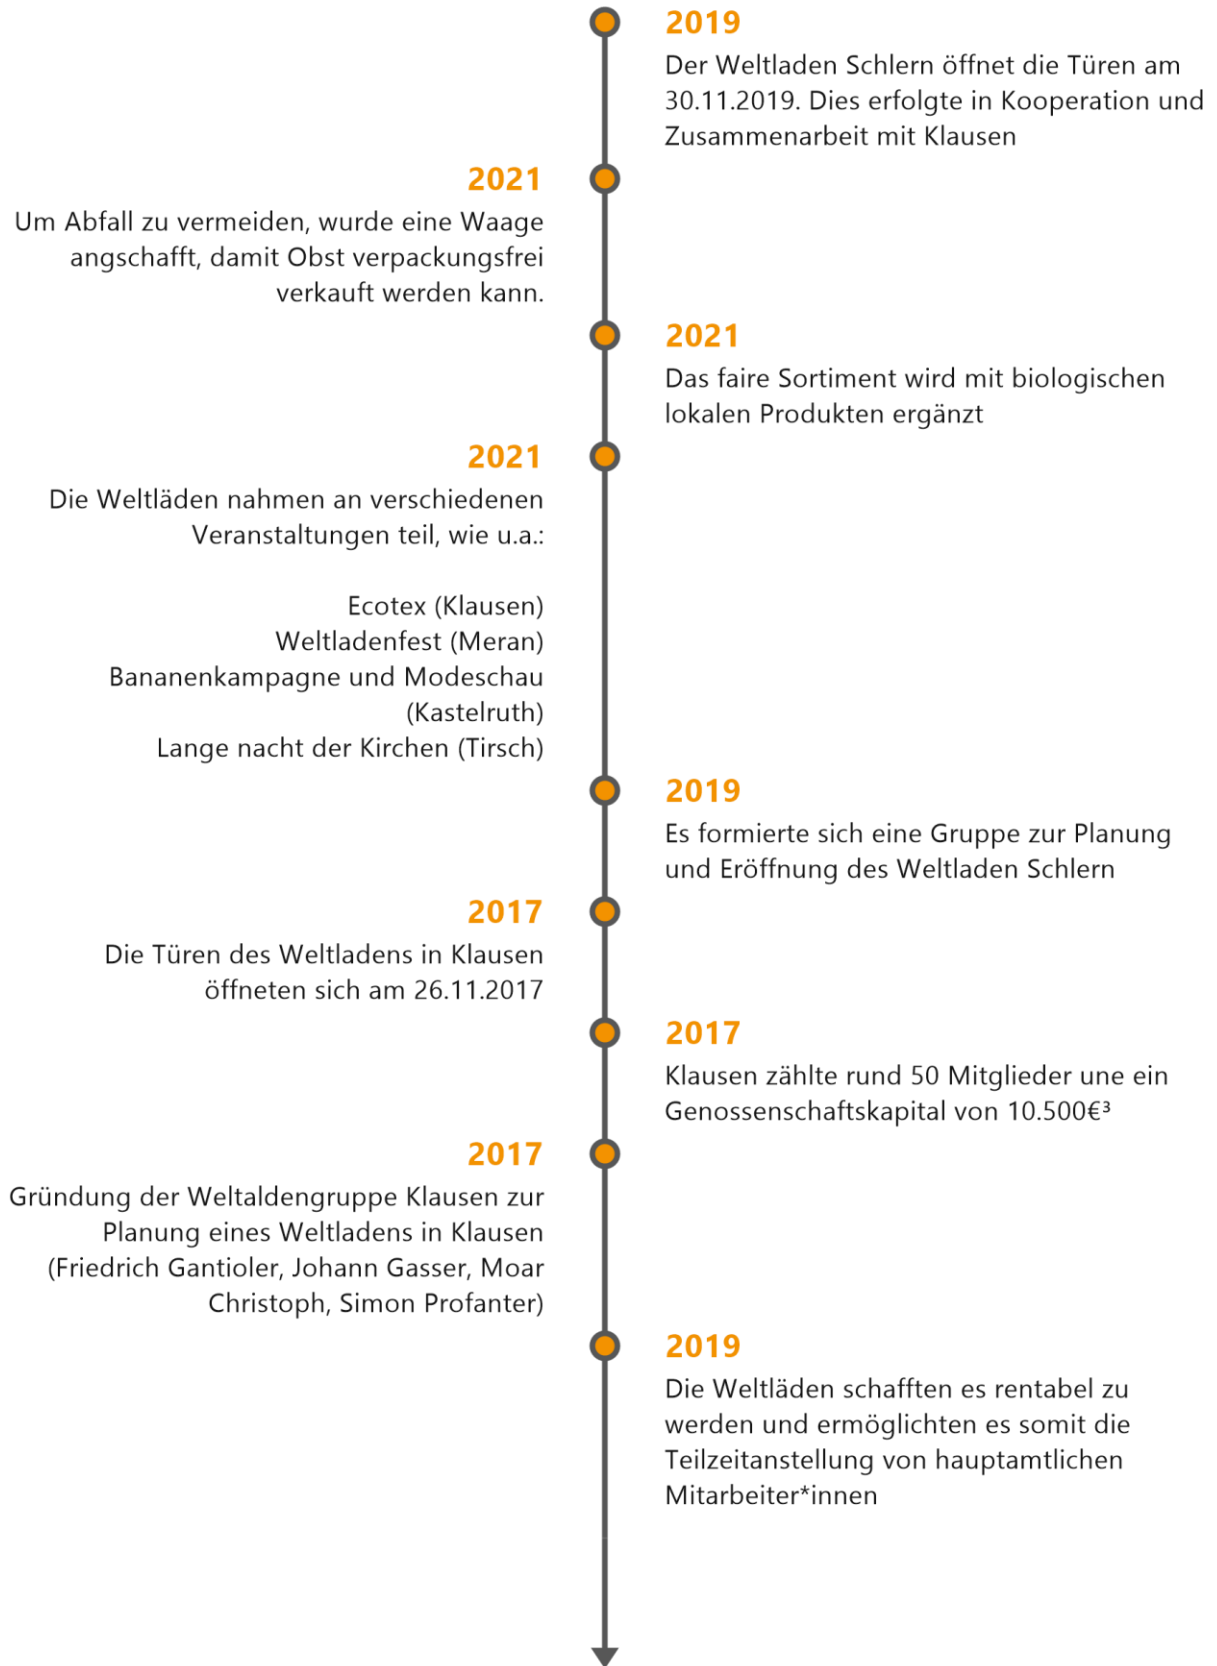 2019
Der Weltladen Schlern öffnet die Türen am
30.11.2019. Dies erfolgte in Kooperation und
Zusammenarbeit mit Klausen
2021
Um Abfall zu vermeiden, wurde eine Waage
angschafft, damit Obst verpackungsfrei
verkauft werden kann.
2021
Das faire Sortiment wird mit biologischen
lokalen Produkten ergänzt
2021
Die Weltläden nahmen an verschiedenen
Veranstaltungen teil, wie u.a.:
Ecotex (Klausen)
Weltladenfest (Meran)
Bananenkampagne und Modeschau
(Kastelruth)
Lange nacht der Kirchen (Tirsch)
2019
Es formierte sich eine Gruppe zur Planung
und Eröffnung des Weltladen Schlern
2017
Die Türen des Weltladens in Klausen
öffneten sich am 26.11.2017
2017
Klausen zählte rund 50 Mitglieder une ein
Genossenschaftskapital von 10.500€³
2017
Gründung der Weltaldengruppe Klausen zur
Planung eines Weltladens in Klausen
(Friedrich Gantioler, Johann Gasser, Moar
Christoph, Simon Profanter)
2019
Die Weltläden schafften es rentabel zu
werden und ermöglichten es somit die
Teilzeitanstellung von hauptamtlichen
Mitarbeiter*innen